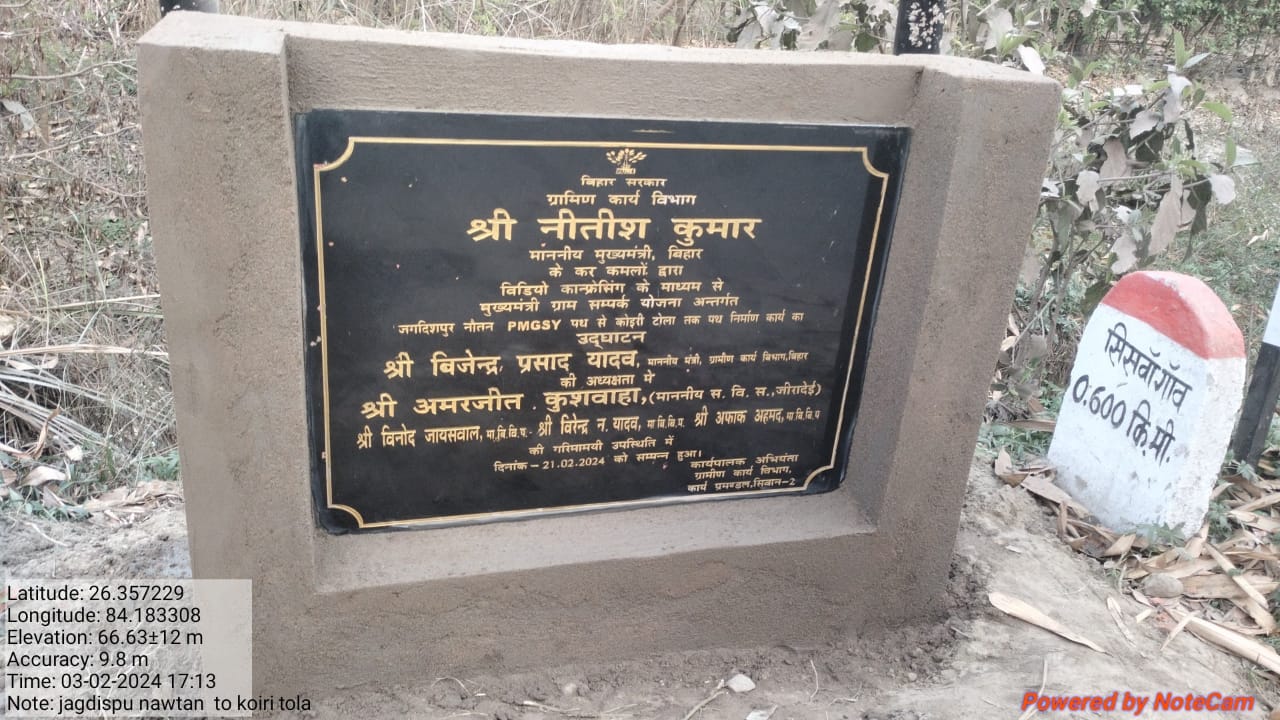 बिहार सरकार
ग्रामिण कार्य विभाग
श्री नीतीश कुमार
माननीय मुख्यमंत्री, बिहार
के कर कमलों द्वारा
विडियो कान्फ्रेसिंग के माध्यम से
मुख्यमंत्री ग्राम सम्पर्क योजना अन्तर्गत
जगदिशपुर नौतन PMGSY पथ से कोइरी टोला तक पथ निर्माण कार्य का
उद्घाटन
श्री बिजेन्द्र प्रसाद यादव, माननीय मंत्री, ग्रामीण कार्य विभाग, बिहार
की अध्यक्षता में
श्री अमरजीत कुशवाहा,(माननीय स. वि. स.,जीरादेई)
श्री विनोद जायसवाल, मा.बि.वि.प.- श्री विरेन्द्र न. यादव, मा बि.वि.प. श्री अफाक अहमद, मा बि.वि.प
की गरिमामयी उपस्थिति में
दिनांक – 21.02.2024 को सम्पन्न हुआ।
कार्यपालक अभियंता
ग्रामीण कार्य विभाग,
कार्य प्रमण्डल,सिवान–2
सिसवाँगाँव
0.600 कि.मी.
Latitude: 26.357229
Longitude: 84.183308
Elevation: 66.63±12 m
Accuracy: 9.8 m
Time: 03-02-2024 17:13
Note: jagdispu nawtan to koiri tola
Powered by NoteCam